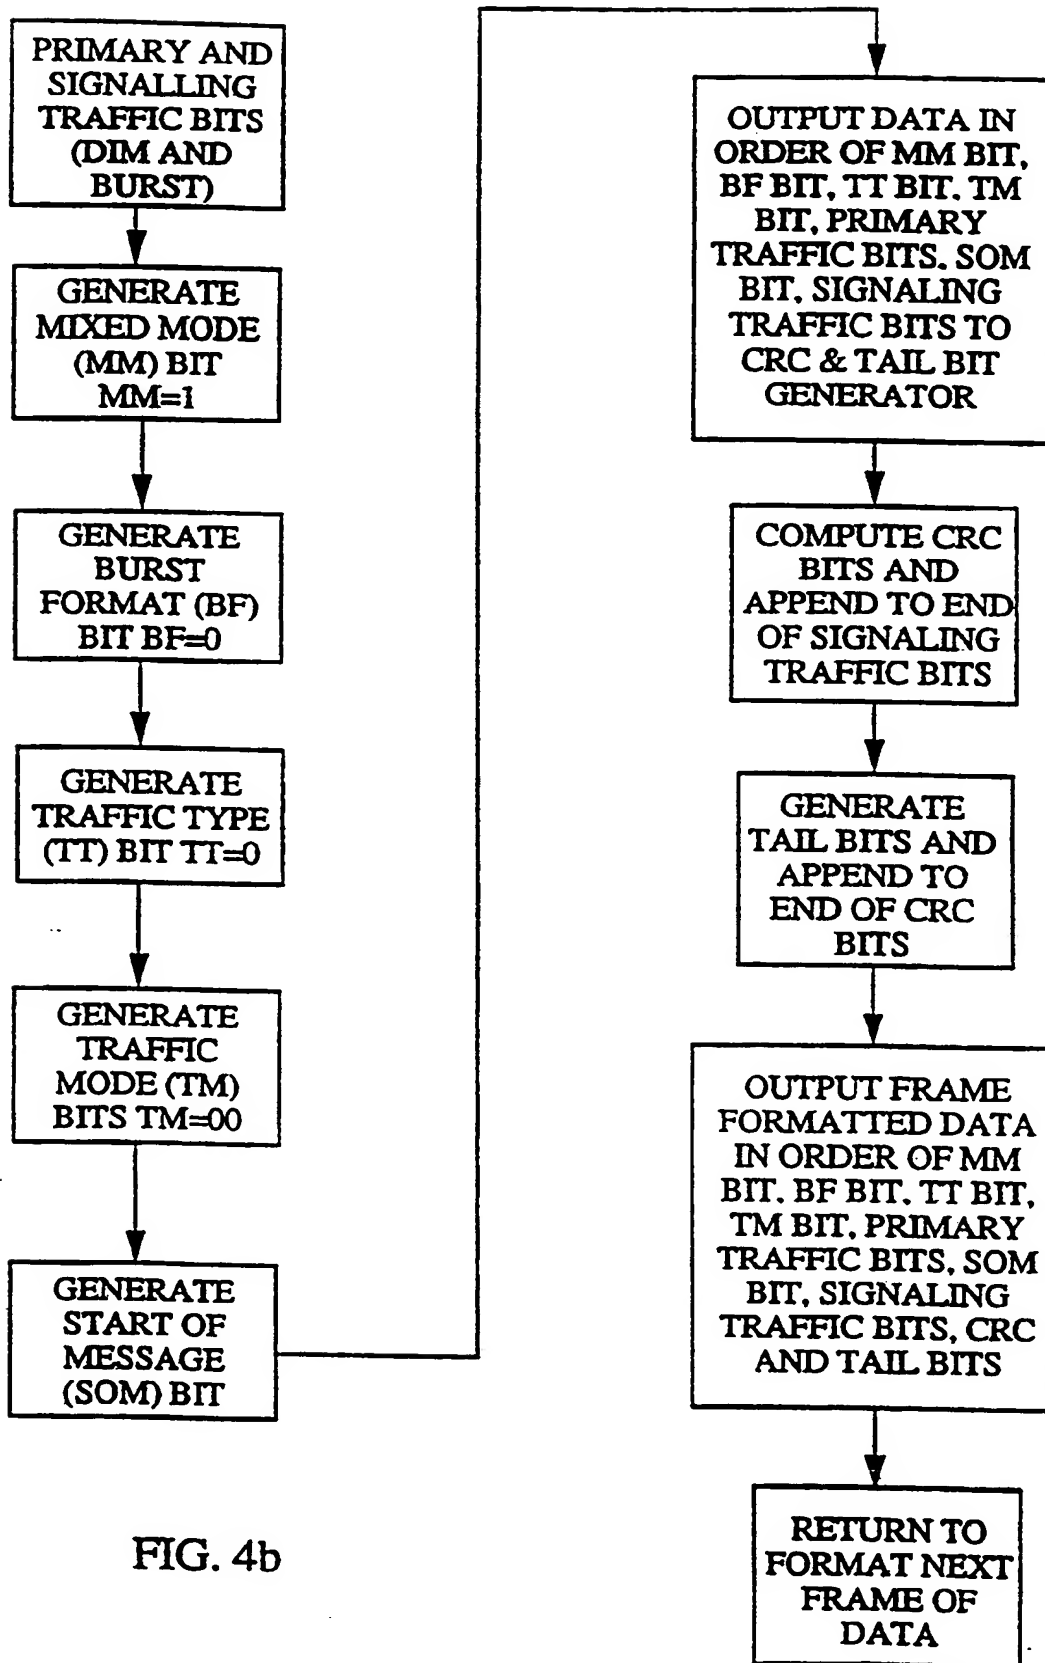 PRIMARY AND
SIGNALLING
TRAFFIC BITS
(DIM AND
BURST)
GENERATE
MIXED MODE
(MM) BIT
MM=1
GENERATE
BURST
FORMAT (BF)
BIT BF=0
GENERATE
TRAFFIC TYPE
(TT) BIT TT=0
GENERATE
TRAFFIC
MODE (TM)
BITS TM=00
GENERATE
START OF
MESSAGE
(SOM) BIT
OUTPUT DATA IN
ORDER OF MM BIT,
BF BIT, TT BIT. TM
BIT, PRIMARY
TRAFFIC BITS. SOM
BIT, SIGNALING
TRAFFIC BITS TO
CRC & TAIL BIT
GENERATOR
COMPUTE CRC
BITS AND
APPEND TO END
OF SIGNALING
TRAFFIC BITS
GENERATE
TAIL BITS AND
APPEND TO
END OF CRC
BITS
OUTPUT FRAME
FORMATTED DATA
IN ORDER OF MM
BIT. BF BIT. TT BIT,
TM BIT, PRIMARY
TRAFFIC BITS, SOM
BIT, SIGNALING
TRAFFIC BITS, CRC
AND TAIL BITS
RETURN TO
FORMAT NEXT
FRAME OF
DATA
FIG. 4b